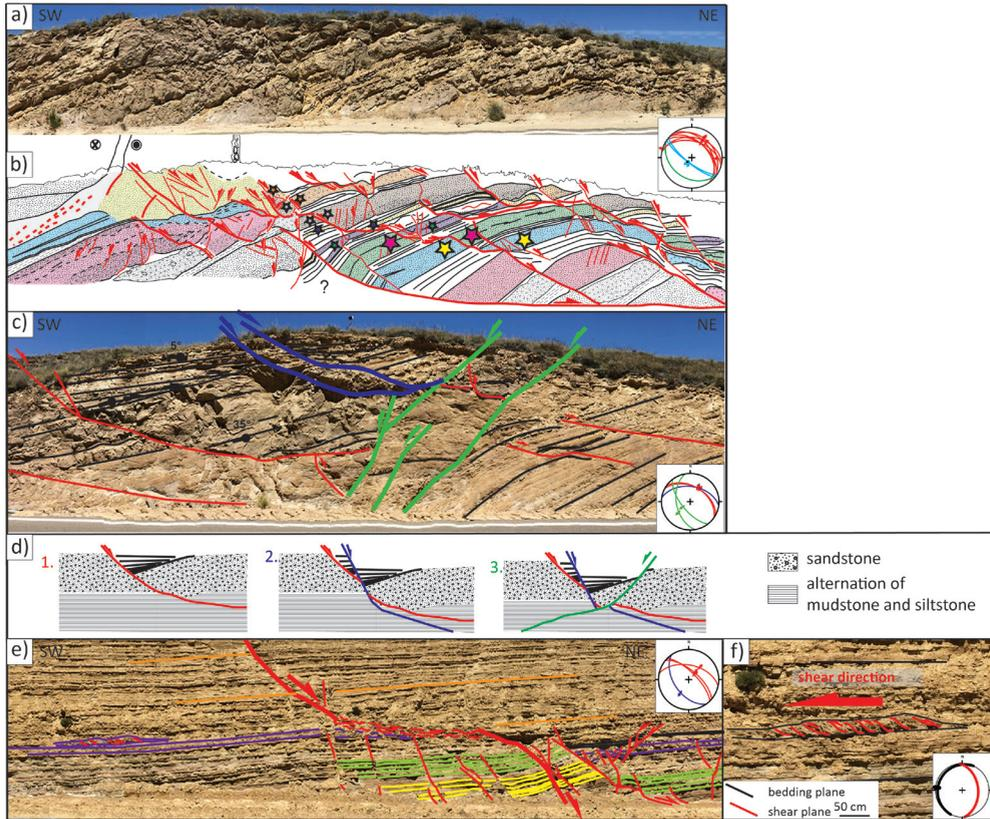 a) SW NE
b)
?
c) SW NE
5°
35°
d)
1. 2. 3.
sandstone
alternation of
mudstone and siltstone
e) SW NE
f)
shear direction
bedding plane
shear plane 50 cm